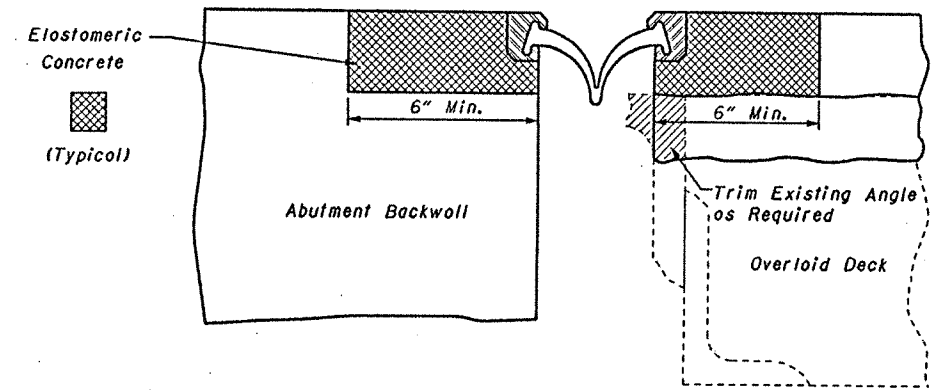 Elastomeric
Concrete
(Typical)
6" Min.
6" Min.
Abutment Backwall
Trim Existing Angle
as Required
Overlaid Deck